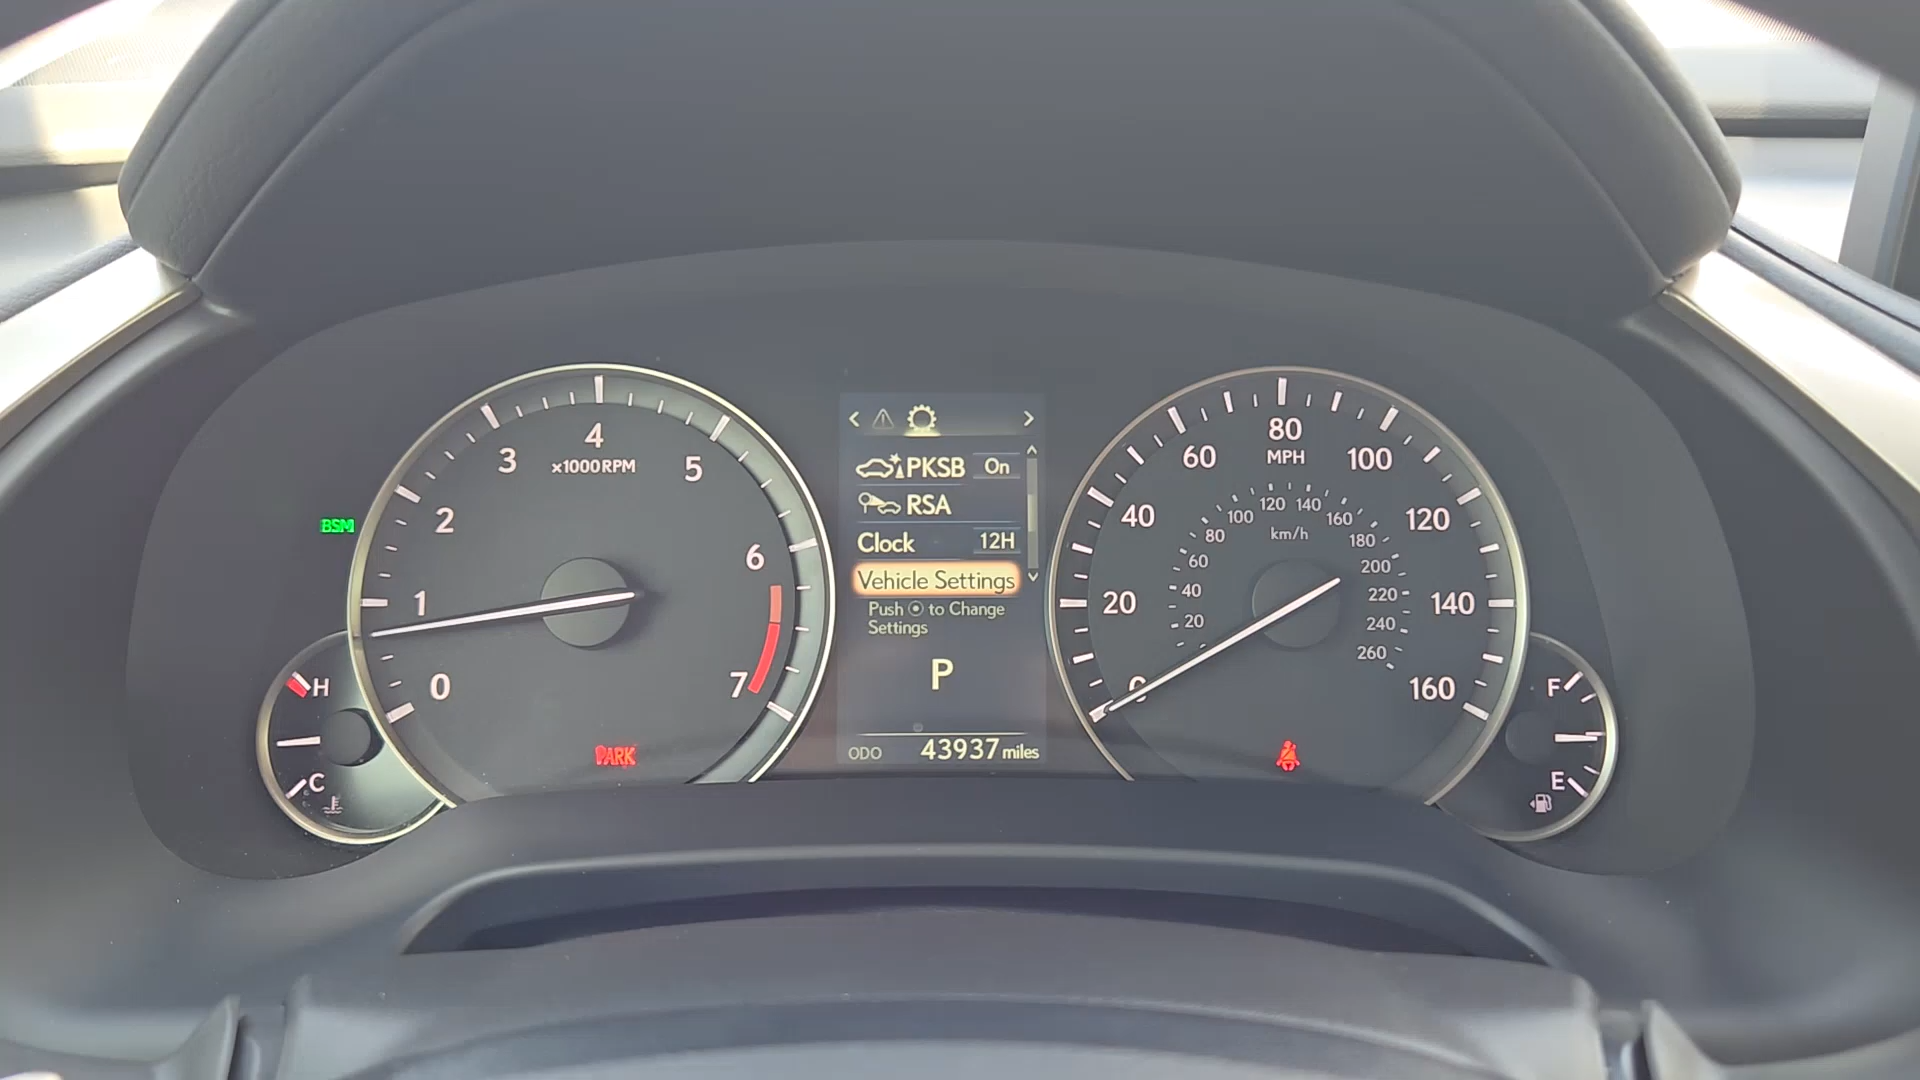 BSM
4
x1000RPM
3
5
2
6
1
0
7
H
C
PARK
PKSB On
RSA
Clock 12H
Vehicle Settings
Push to Change
Settings
P
ODO 43937 miles
80
MPH
60
100
40
120
20
140
0
160
120 140
100 160
80 km/h 180
60 200
40 220
20 240
260
F
E